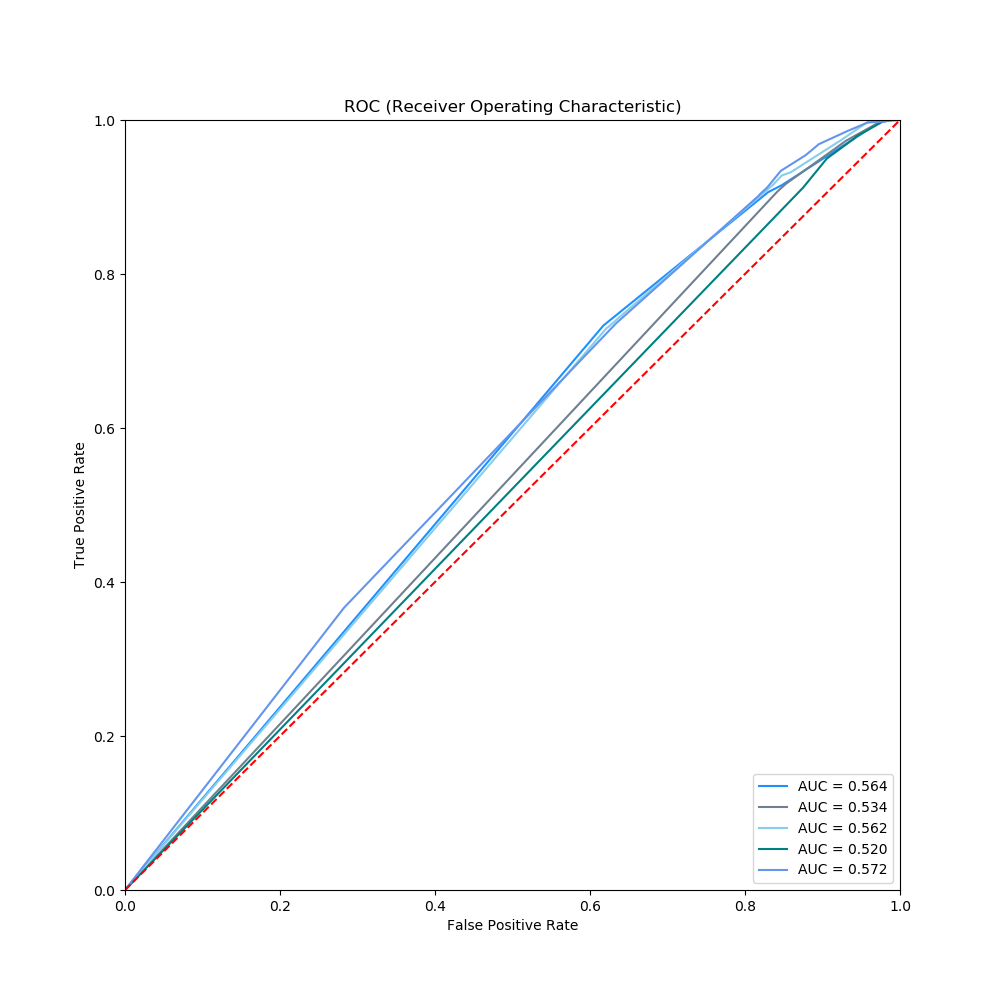 ROC (Receiver Operating Characteristic)
1.0
0.8
0.6
0.4
0.2
0.0
True Positive Rate
0.0 0.2 0.4 0.6 0.8 1.0
False Positive Rate
AUC = 0.564
AUC = 0.534
AUC = 0.562
AUC = 0.520
AUC = 0.572